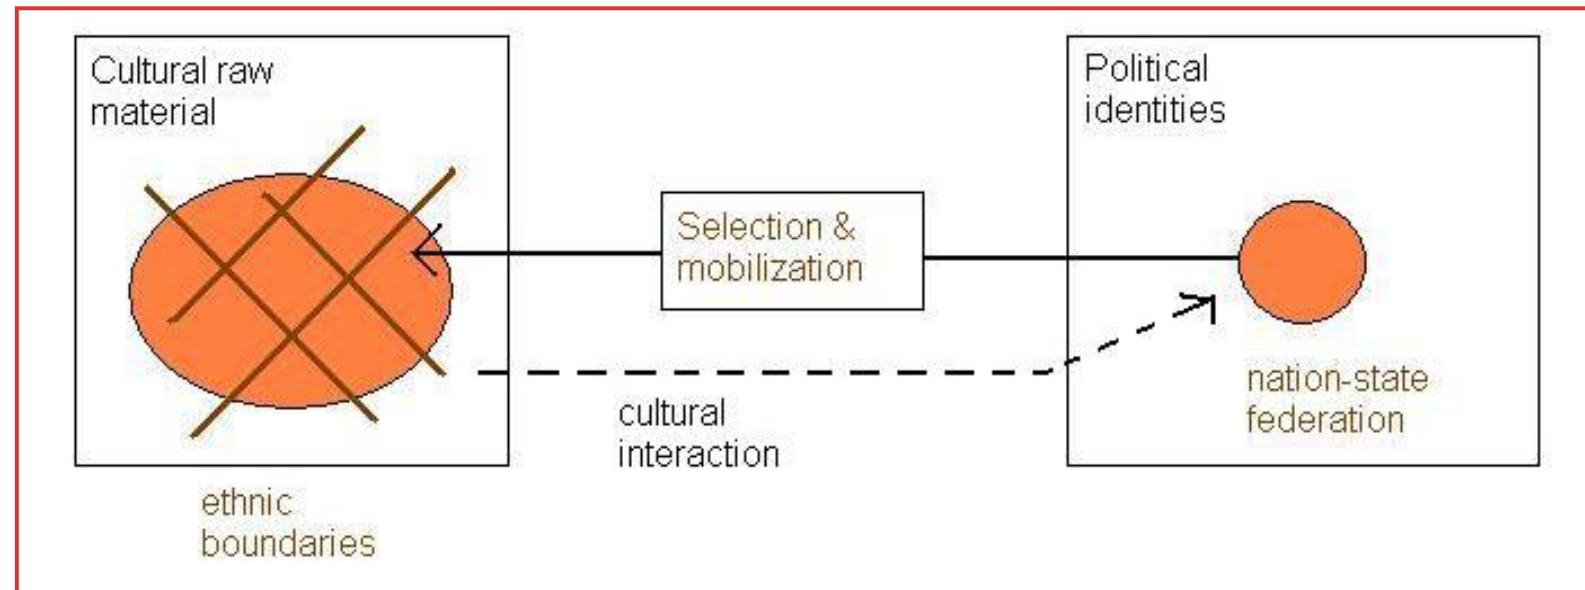 Cultural raw
material
Political
identities
Selection &
mobilization
nation-state
federation
cultural
interaction
ethnic
boundaries